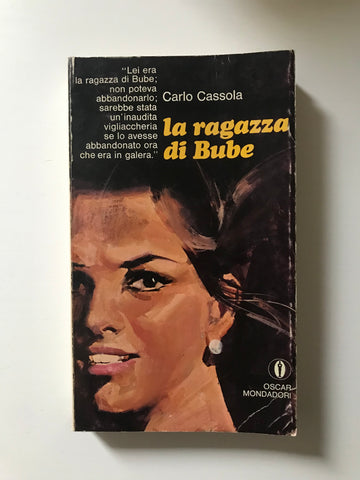 "Lei era
la ragazza di Bube;
non poteva
abbandonarlo;
sarebbe stata
un'inaudita
vigliaccheria
se lo avesse
abbandonato ora
che era in galera."
Carlo Cassola
la ragazza
di Bube
OSCAR
MONDADORI